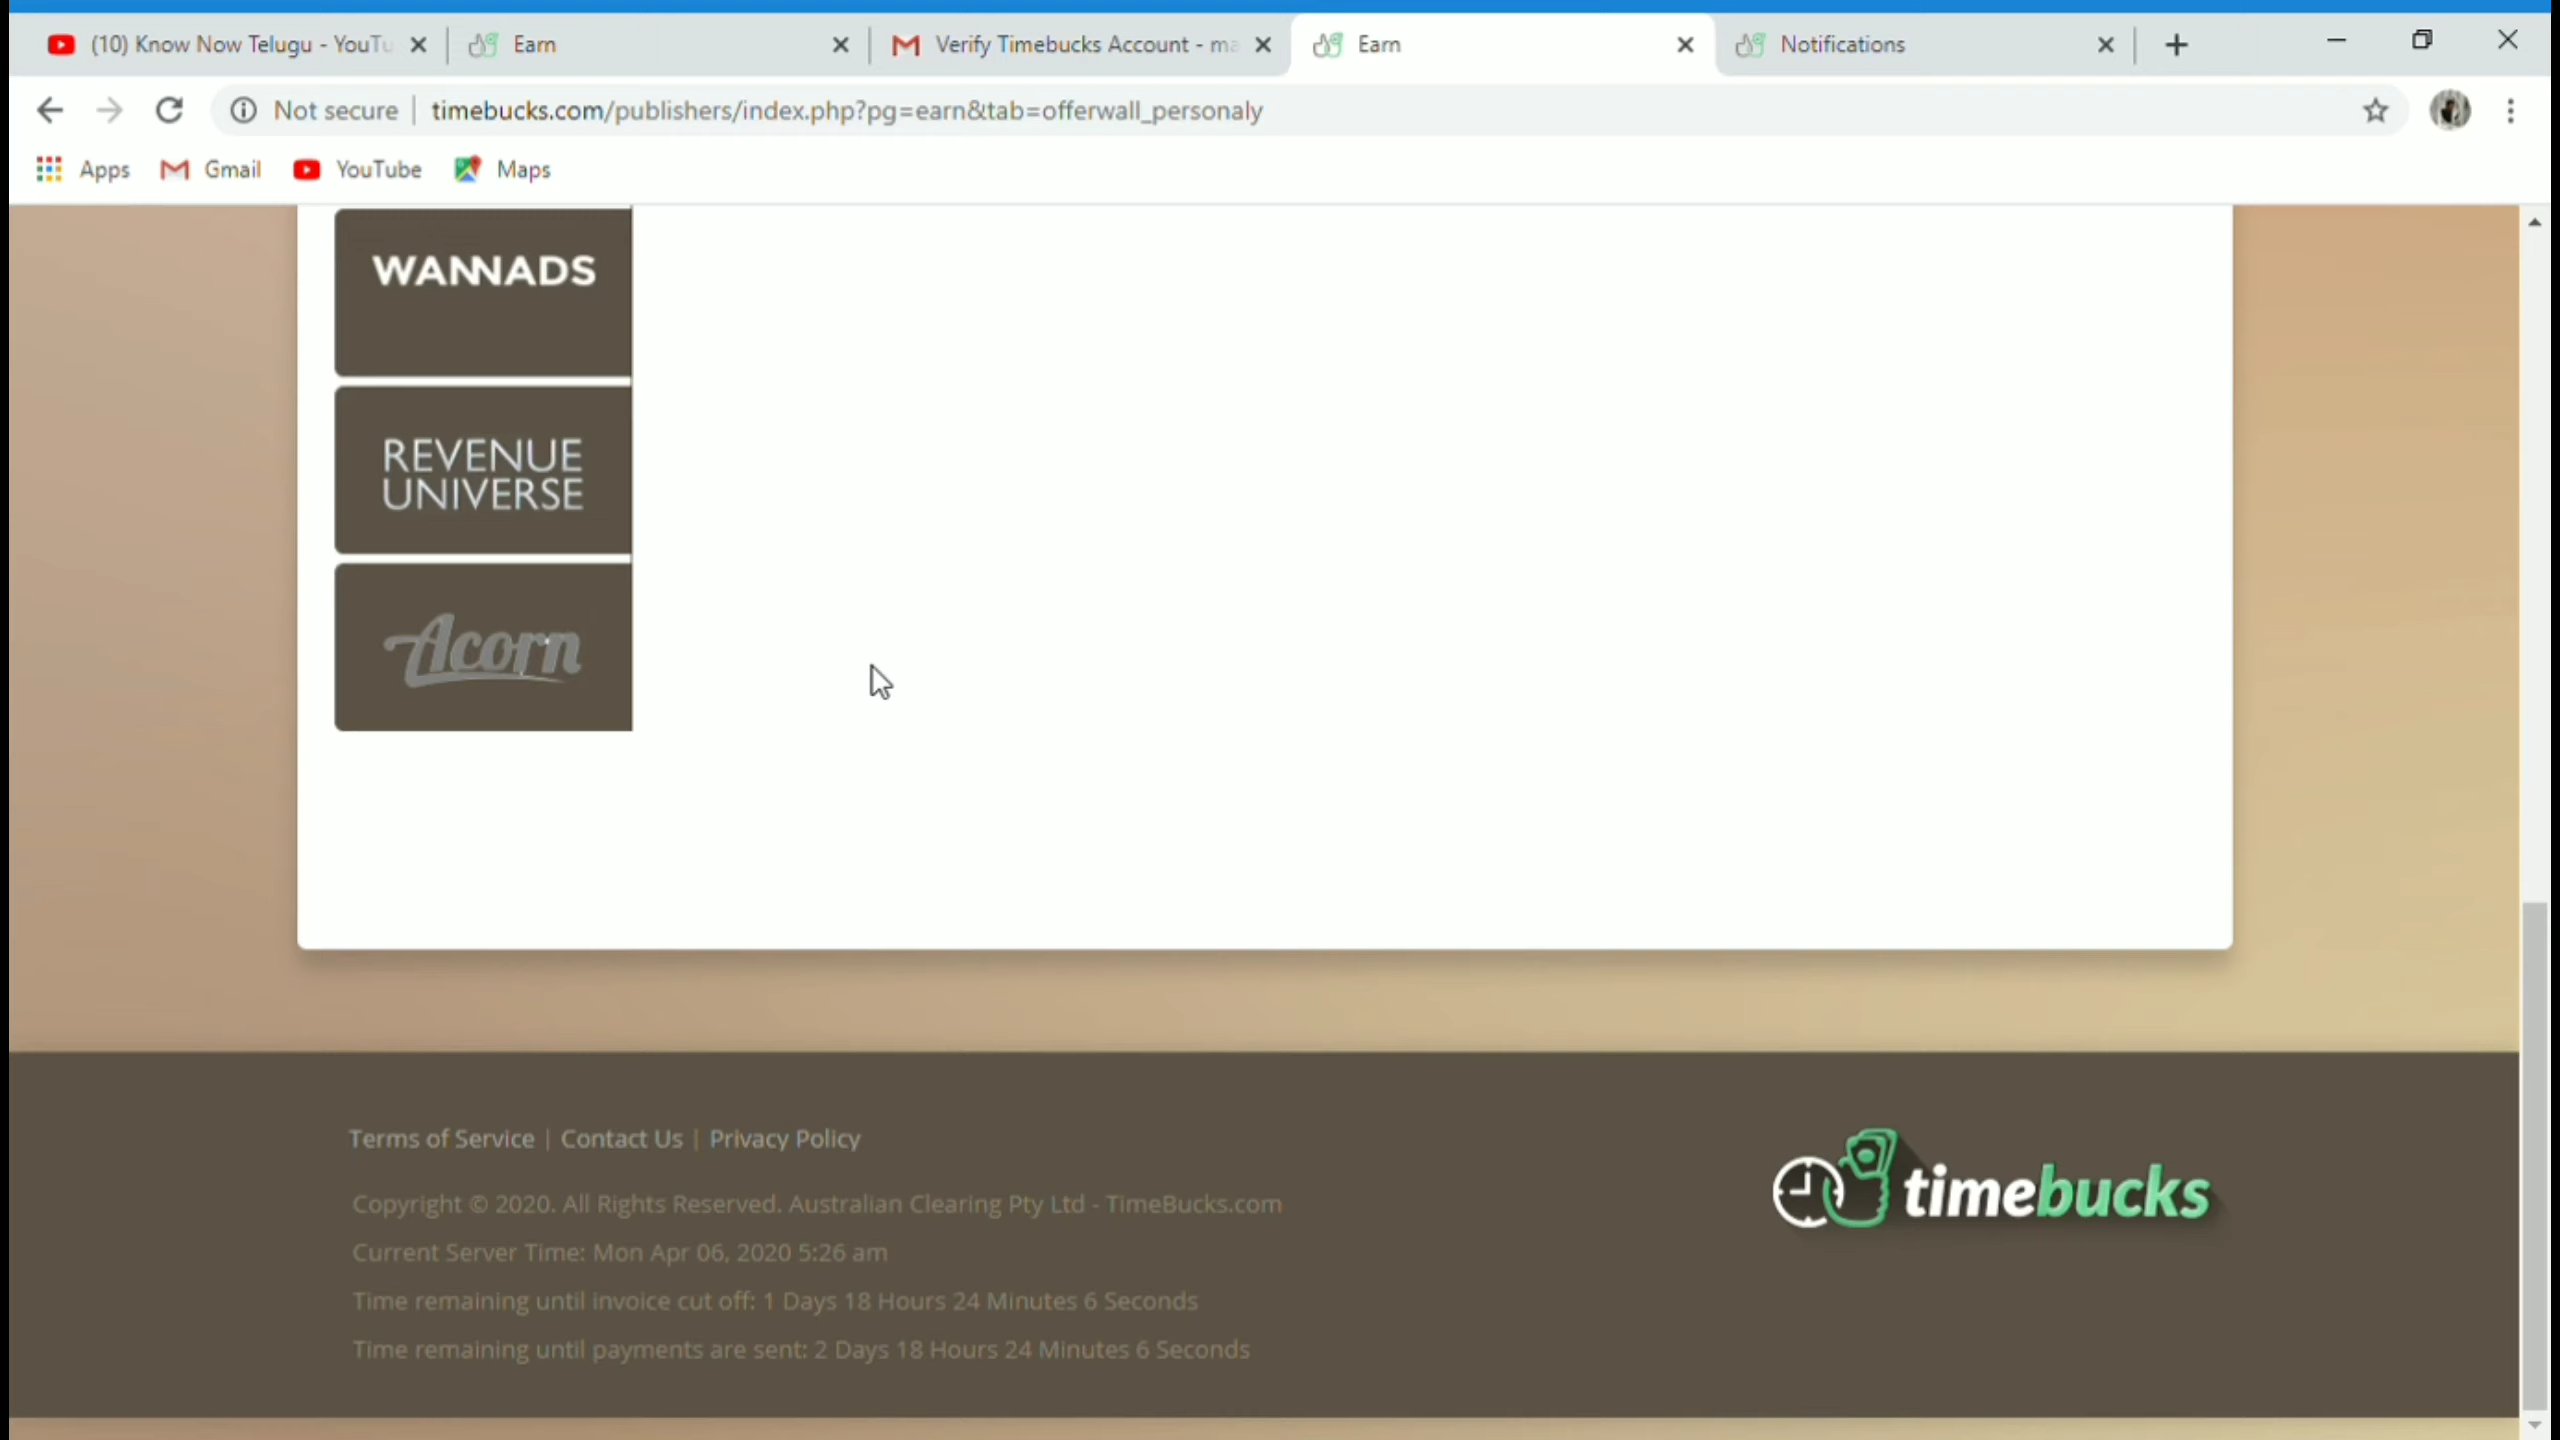 (10) Know Now Telugu - YouTu
Earn
Verify Timebucks Account - ma
Earn
Notifications
Not secure
timebucks.com/publishers/index.php?pg=earn&tab=offerwall_personaly
Apps
Gmail
YouTube
Maps
WANNADS
REVENUE
UNIVERSE
Acorn
Terms of Service | Contact Us | Privacy Policy
Copyright © 2020. All Rights Reserved. Australian Clearing Pty Ltd - TimeBucks.com
Current Server Time: Mon Apr 06, 2020 5:26 am
Time remaining until invoice cut off: 1 Days 18 Hours 24 Minutes 6 Seconds
Time remaining until payments are sent: 2 Days 18 Hours 24 Minutes 6 Seconds
timebucks